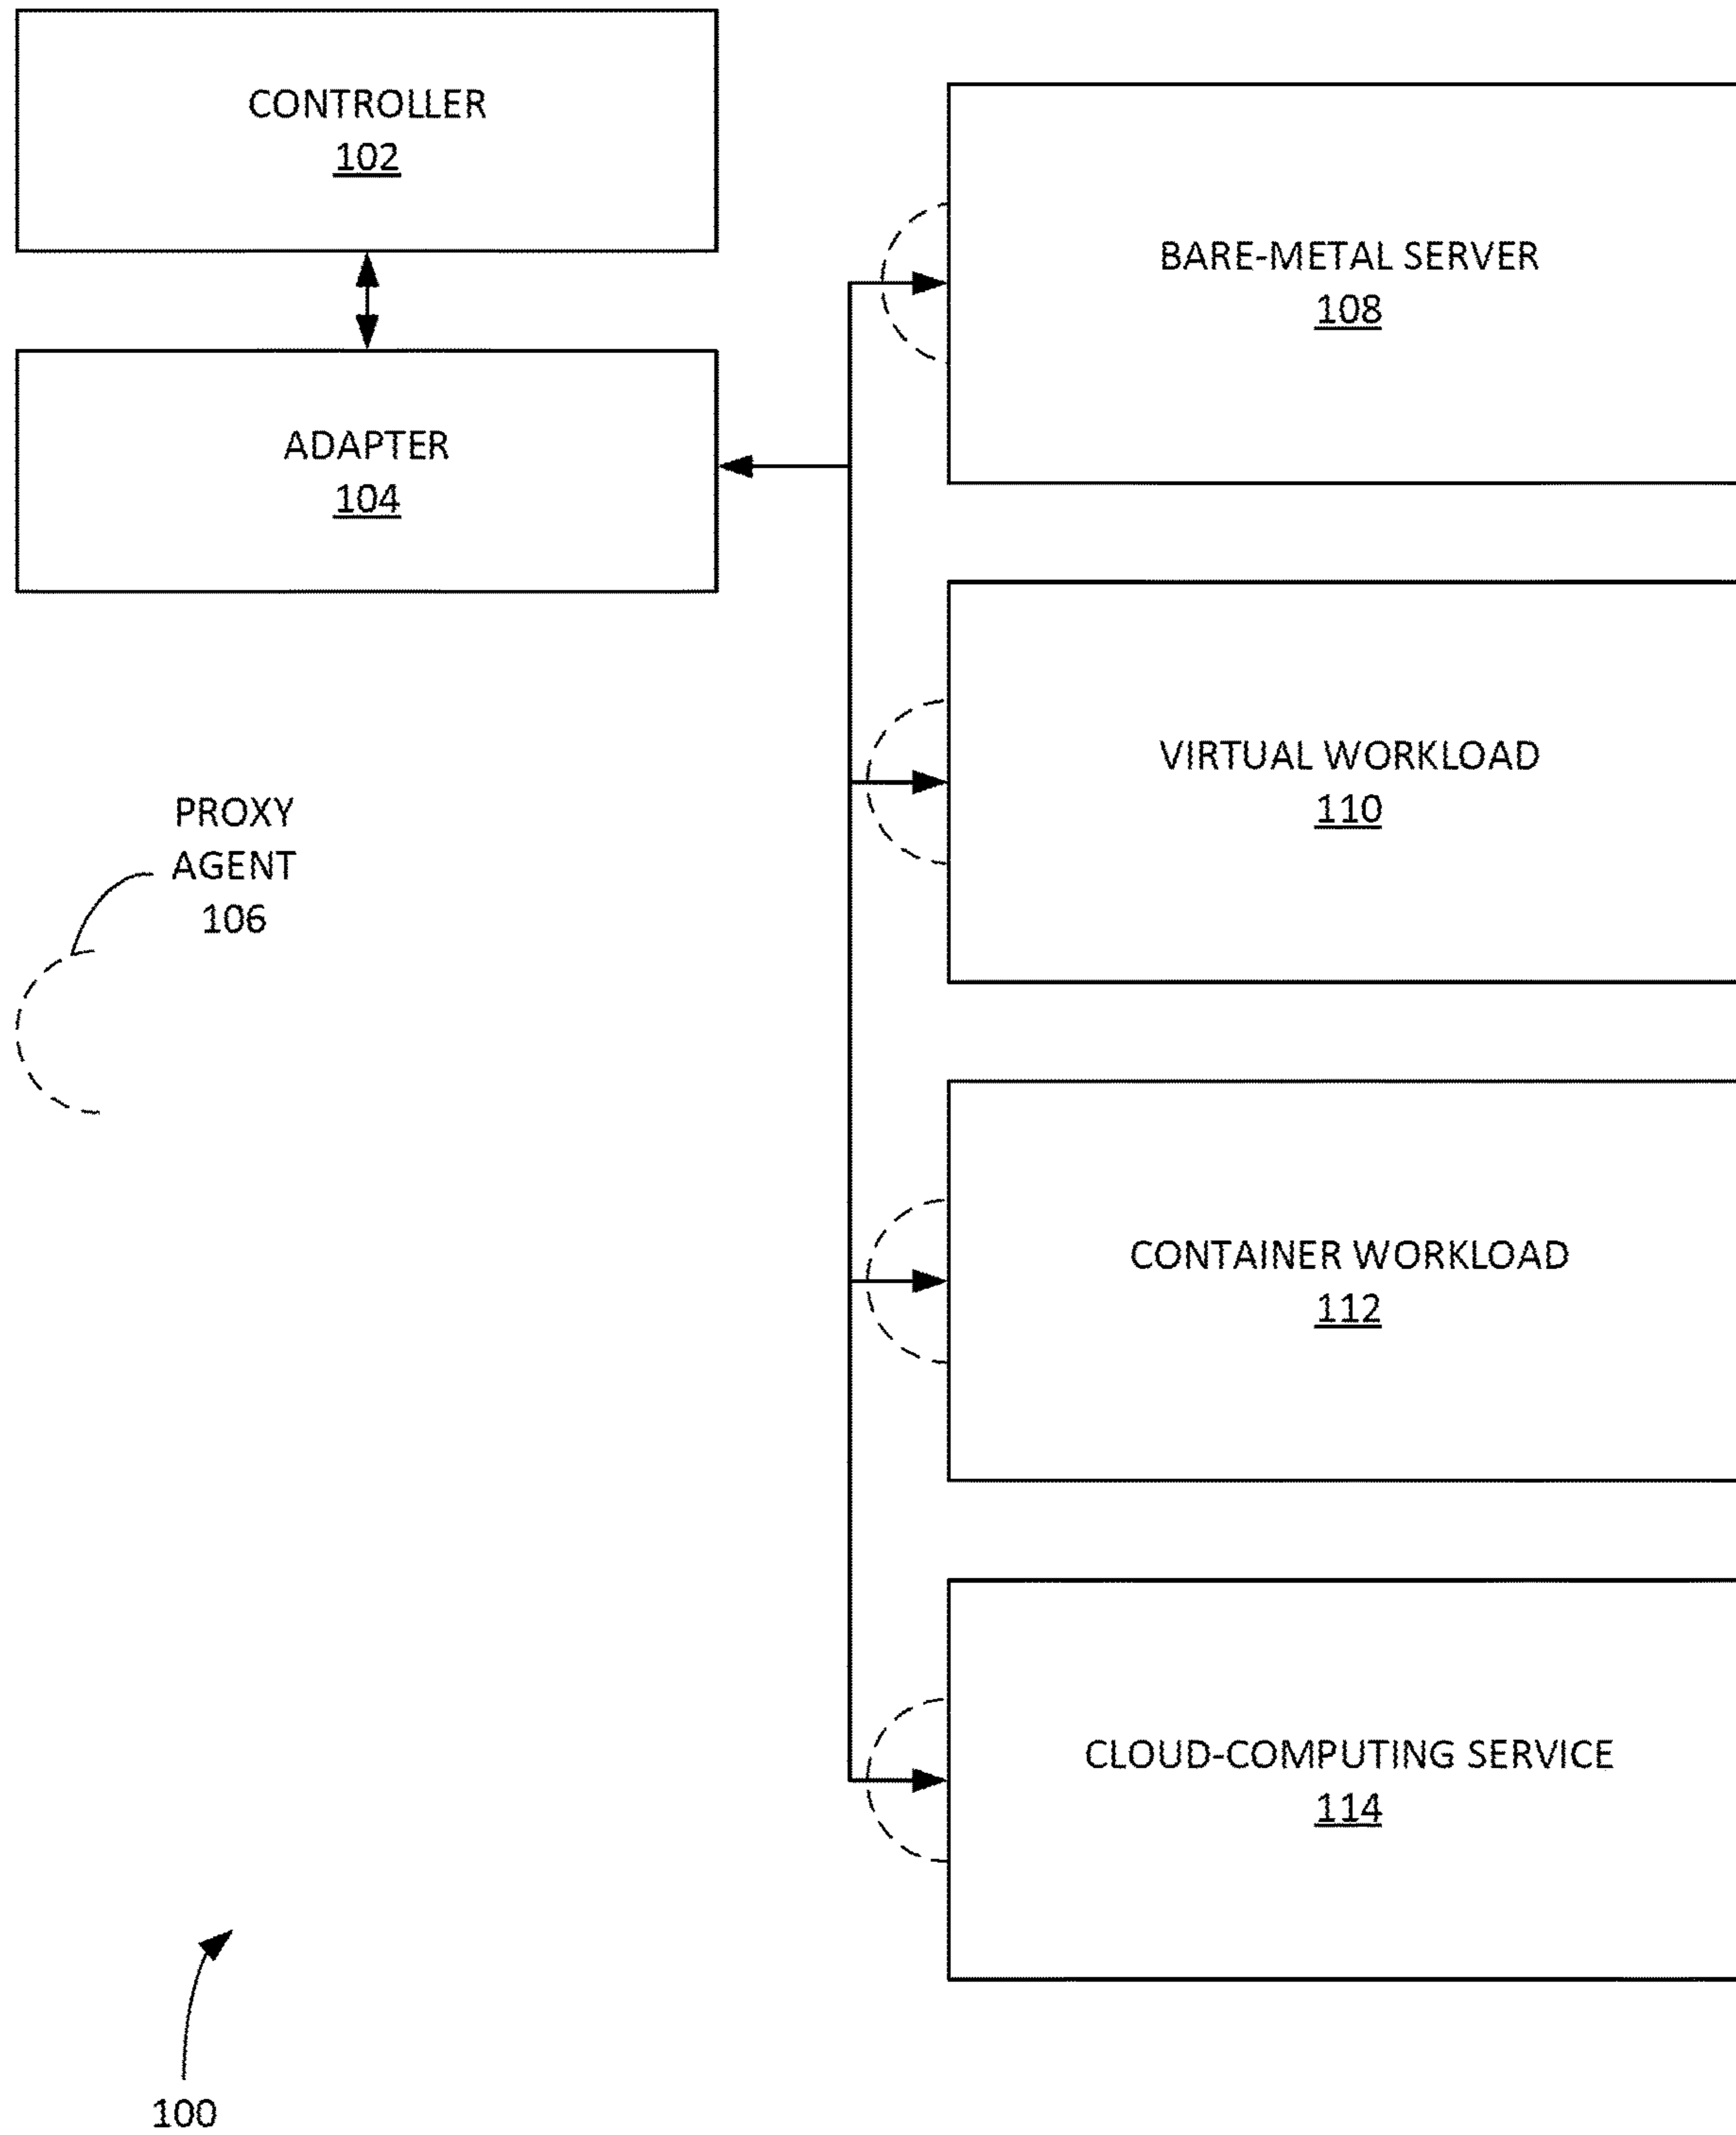 CONTROLLER
102
ADAPTER
104
PROXY
AGENT
106
BARE-METAL SERVER
108
VIRTUAL WORKLOAD
110
CONTAINER WORKLOAD
112
CLOUD-COMPUTING SERVICE
114
100